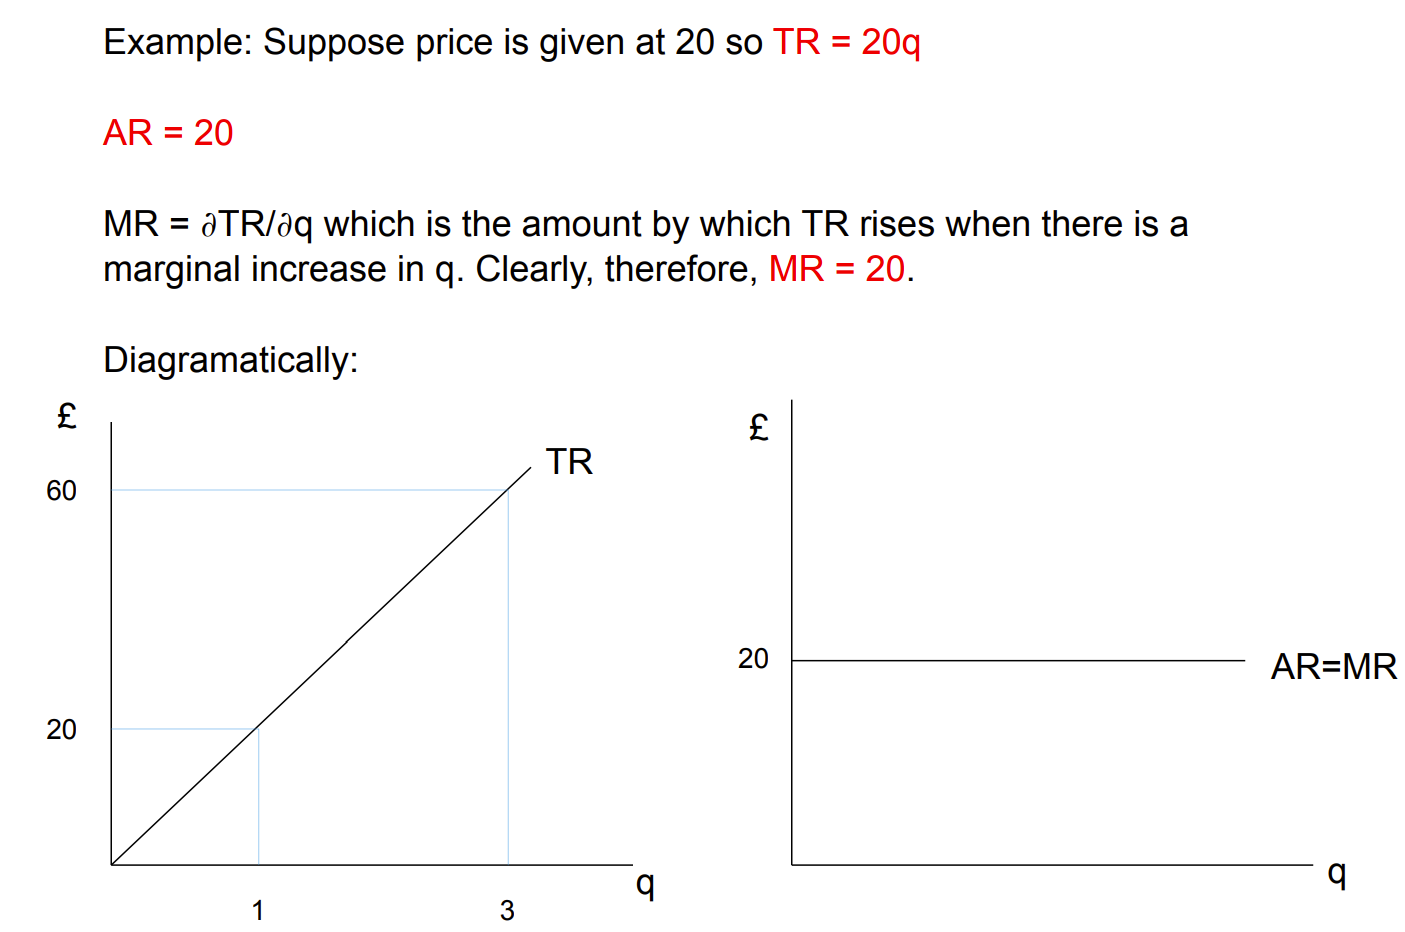 Example: Suppose price is given at 20 so TR = 20q
AR = 20
MR = ∂TR/∂q which is the amount by which TR rises when there is a
marginal increase in q. Clearly, therefore, MR = 20.
Diagramatically:
£
TR
60
20
1
3
q
£
20
AR=MR
q